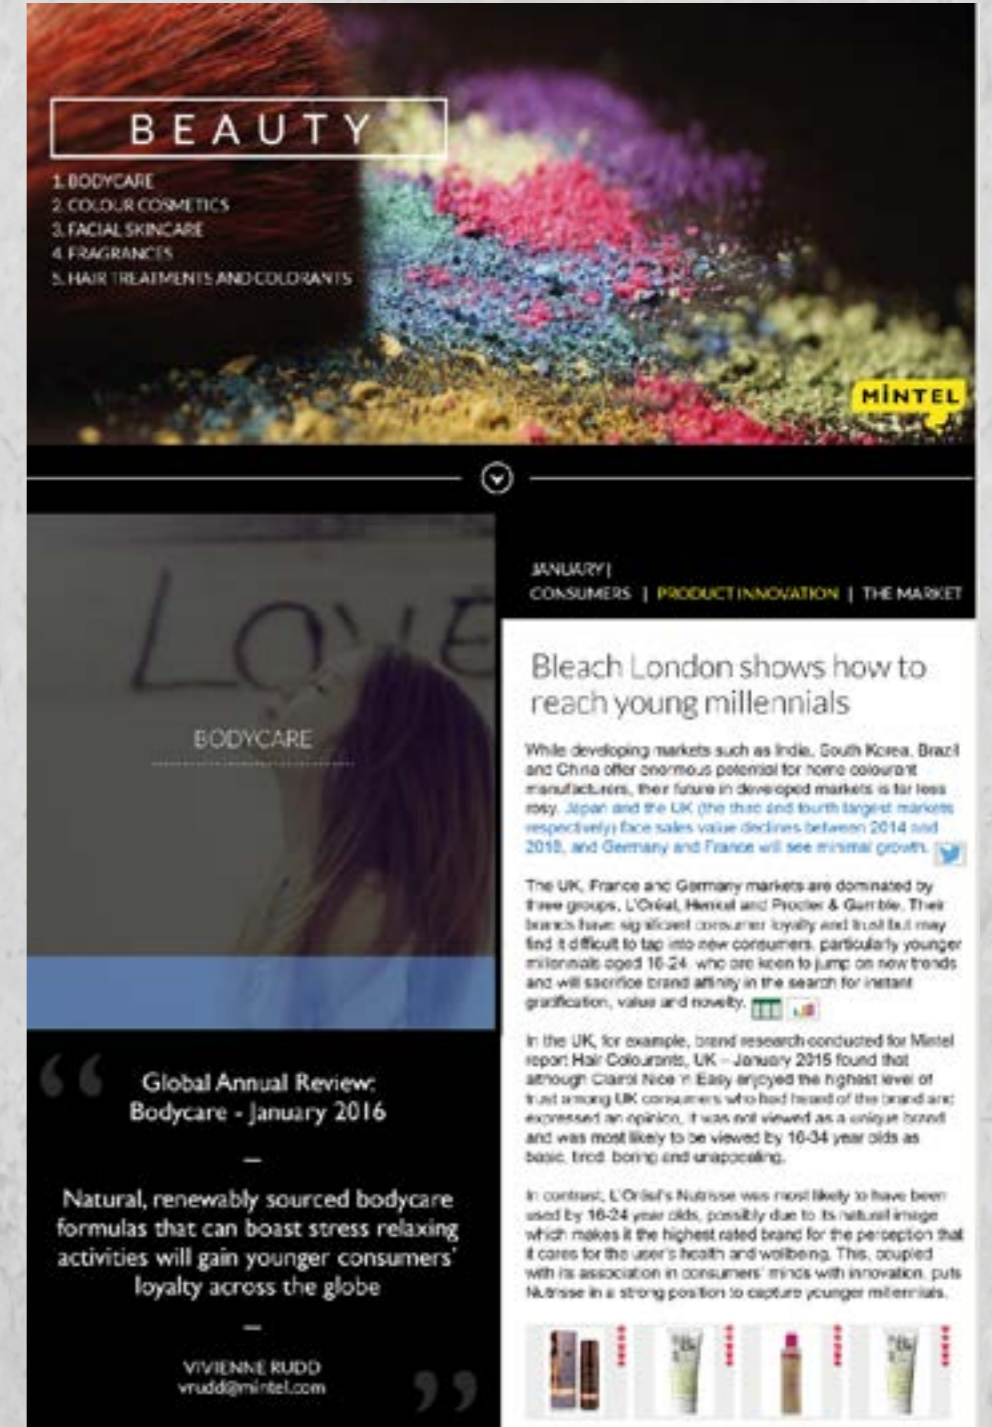 BEAUTY
1. BODYCARE
2. COLOUR COSMETICS
3. FACIAL SKINCARE
4. FRAGRANCES
5. HAIR TREATMENTS AND COLORANTS
MINTEL
LOVE
BODYCARE
JANUARY |
CONSUMERS | PRODUCT INNOVATION | THE MARKET
Bleach London shows how to
reach young millennials
While developing markets such as India, South Korea, Brazil
and China offer enormous potential for home colourant
manufacturers, their future in developed markets is far less
rosy. Japan and the UK (the third and fourth largest markets
respectively) face sales value declines between 2014 and
2018, and Germany and France will see minimal growth.
The UK, France and Germany markets are dominated by
three groups, L'Oréal, Henkel and Procter & Gamble. Their
brands have significant consumer loyalty and trust but may
find it difficult to tap into new consumers, particularly younger
millennials aged 16-24, who are keen to jump on new trends
and will sacrifice brand affinity in the search for instant
gratification, value and novelty.
In the UK, for example, brand research conducted for Mintel
report Hair Colourants, UK – January 2015 found that
although Clairol Nice 'n Easy enjoyed the highest level of
trust among UK consumers who had heard of the brand and
expressed an opinion, it was not viewed as a unique brand
and was most likely to be viewed by 16-34 year olds as
basic, tired, boring and unappealing.
In contrast, L'Oréal's Nutrisse was most likely to have been
used by 16-24 year olds, possibly due to its natural image
which makes it the highest rated brand for the perception that
it cares for the user's health and wellbeing. This, coupled
with its association in consumers' minds with innovation, puts
Nutrisse in a strong position to capture younger millennials.
“
Global Annual Review:
Bodycare - January 2016
–
Natural, renewably sourced bodycare
formulas that can boast stress relaxing
activities will gain younger consumers'
loyalty across the globe
–
VIVIENNE RUDD
vrudd@mintel.com
”